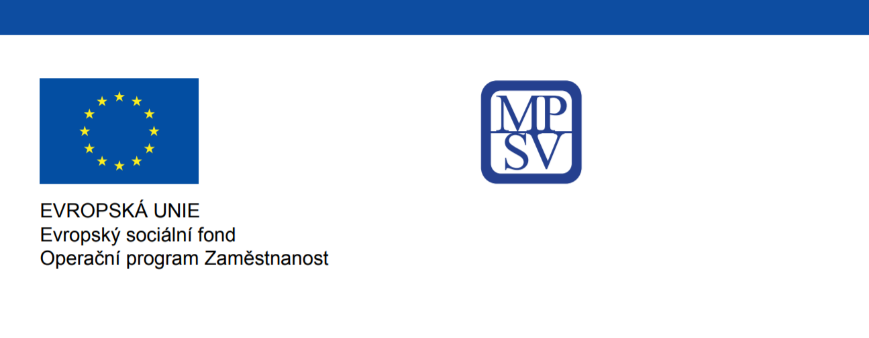 MP
SV
EVROPSKÁ UNIE
Evropský sociální fond
Operační program Zaměstnanost